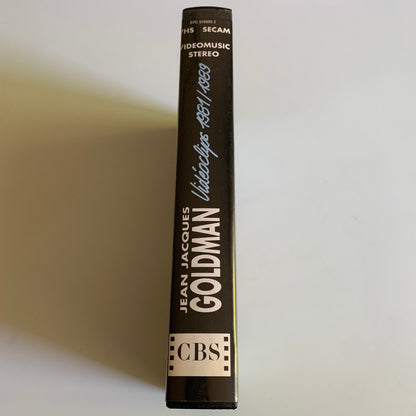 VHS SECAM
VIDEOMUSIC
STEREO
Vidéoclips 1981/1989
JEAN JACQUES
GOLDMAN
CBS